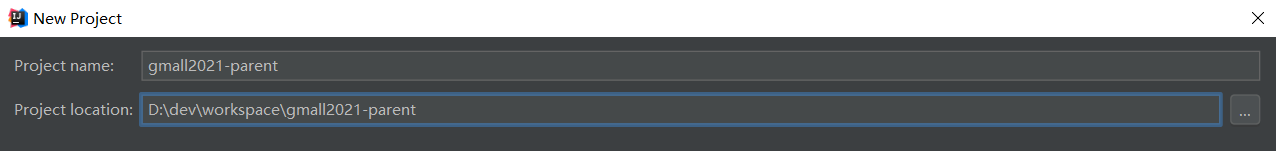 New Project
Project name: gmall2021-parent
Project location: D:\dev\workspace\gmall2021-parent ...